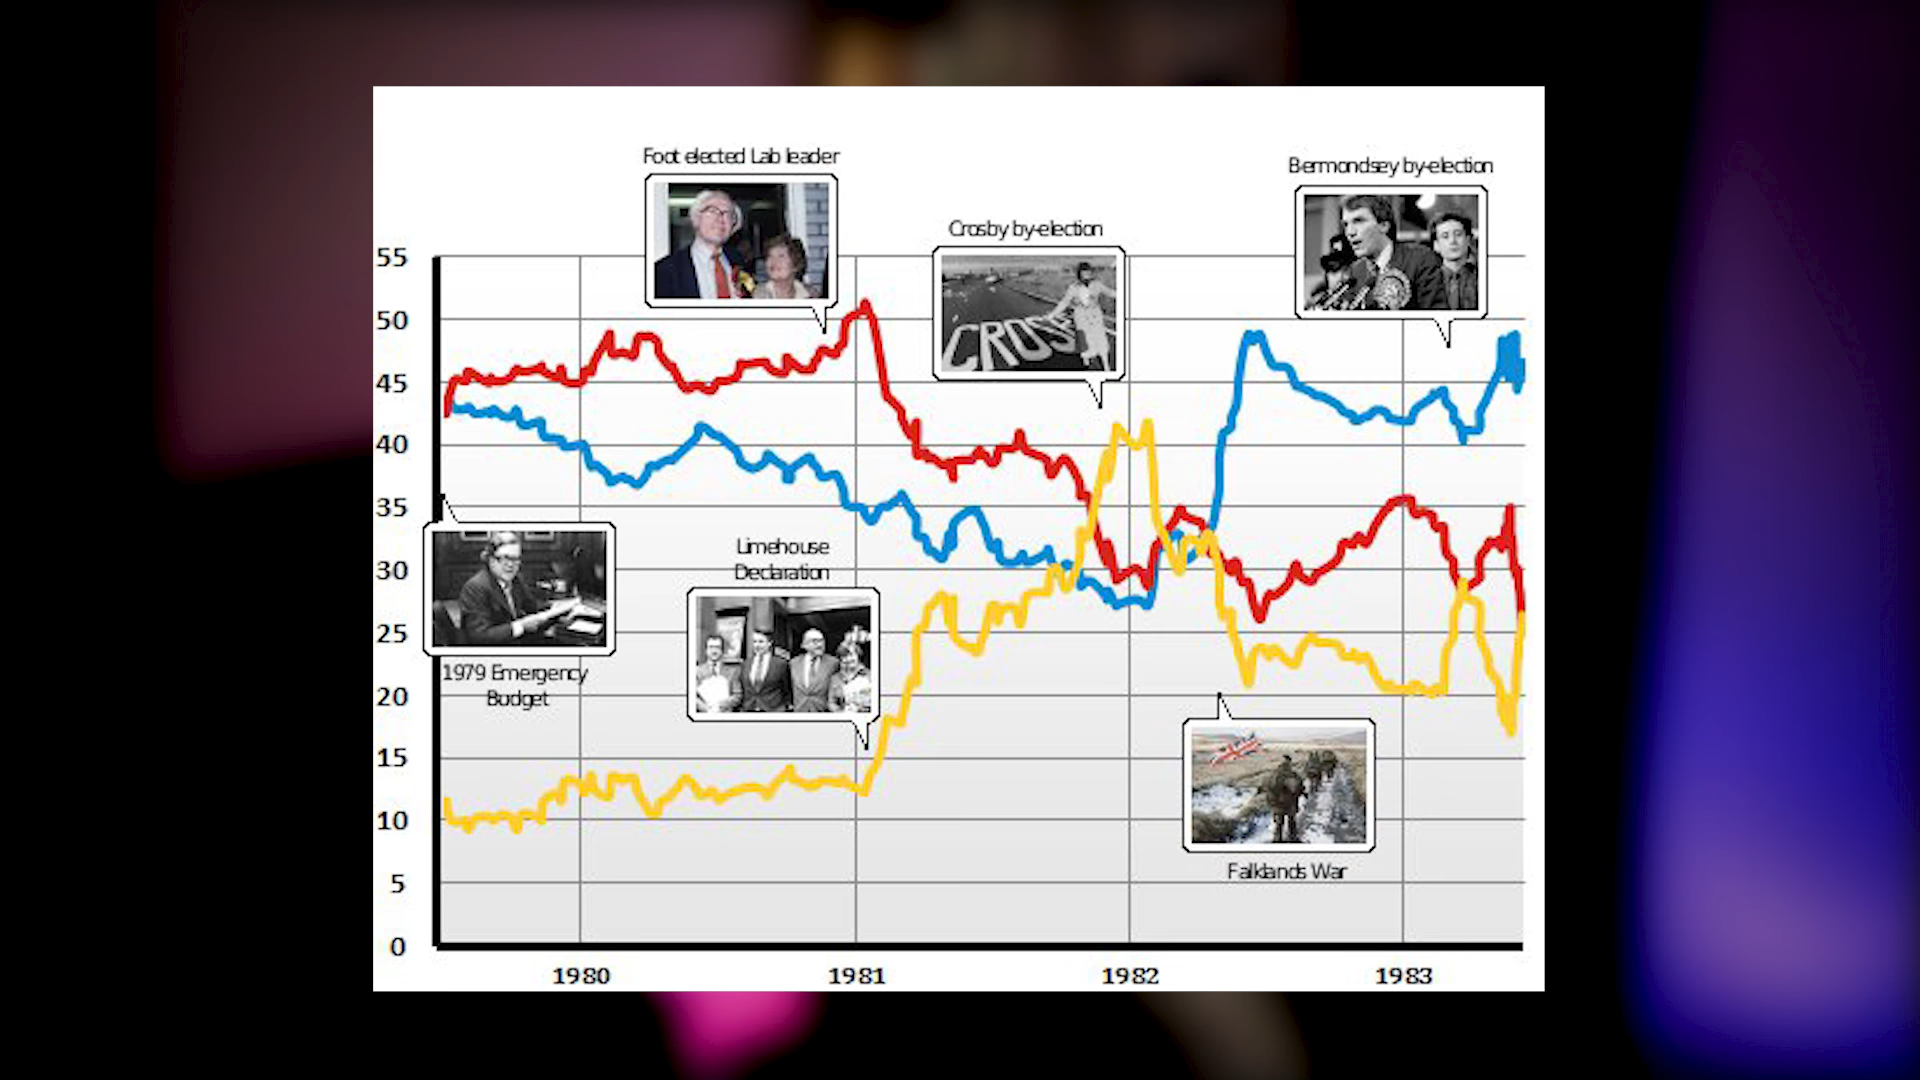 Foot elected Lab leader
Bermondsey by-election
Crosby by-election
CROS
55
50
45
40
35
30
25
20
15
10
5
0
Limehouse
Declaration
1979 Emergency
Budget
Falklands War
1980
1981
1982
1983